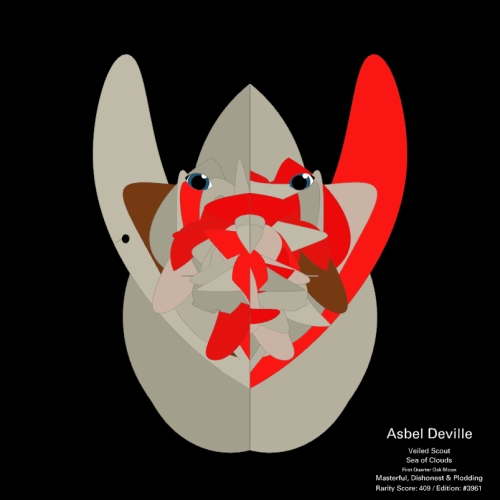 Asbel Deville
Veiled Scout
Sea of Clouds
First Quarter Oak Moon
Masterful, Dishonest & Plodding
Rarity Score: 409 / Edition: #3961